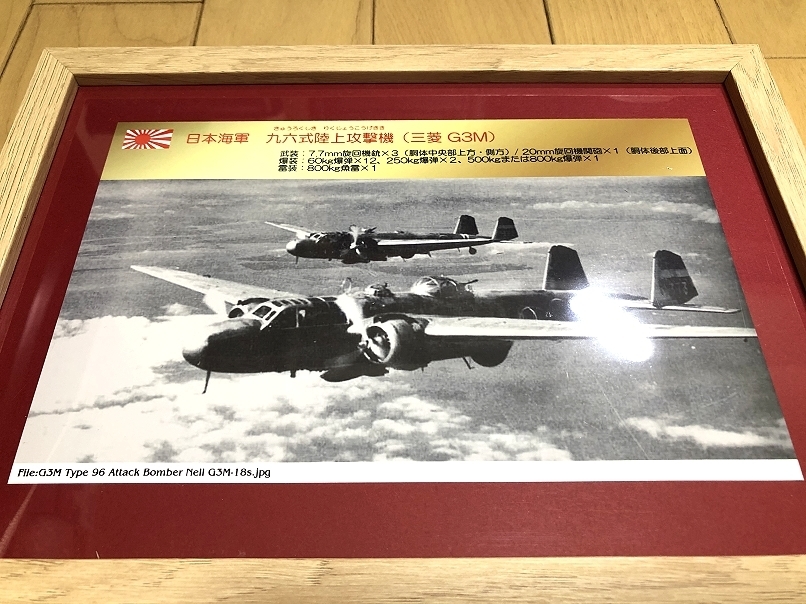 きゅうろくしき りくじょうこうげきき
日本海軍 九六式陸上攻撃機（三菱 G3M）
武装：7.7mm旋回機銃×3（胴体中央部上方・側方）/ 20mm旋回機関砲×1（胴体後部上面）
爆装：60kg爆弾×12、250kg爆弾×2、500kgまたは800kg爆弾×1
雷装：800kg魚雷×1
File:G3M Type 96 Attack Bomber Nell G3M-18s.jpg